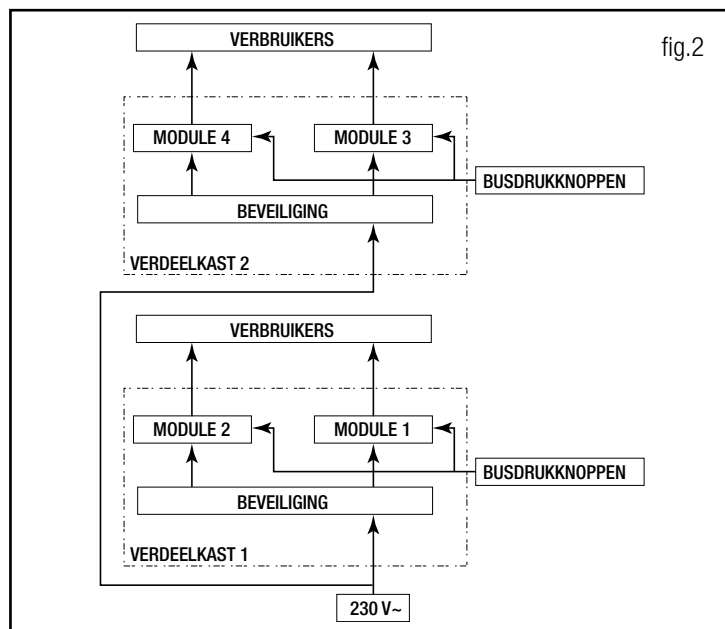 fig.2
VERBRUIKERS
MODULE 4
MODULE 3
BUSDRUKKNOPPEN
BEVEILIGING
VERDEELKAST 2
VERBRUIKERS
MODULE 2
MODULE 1
BUSDRUKKNOPPEN
BEVEILIGING
VERDEELKAST 1
230 V~